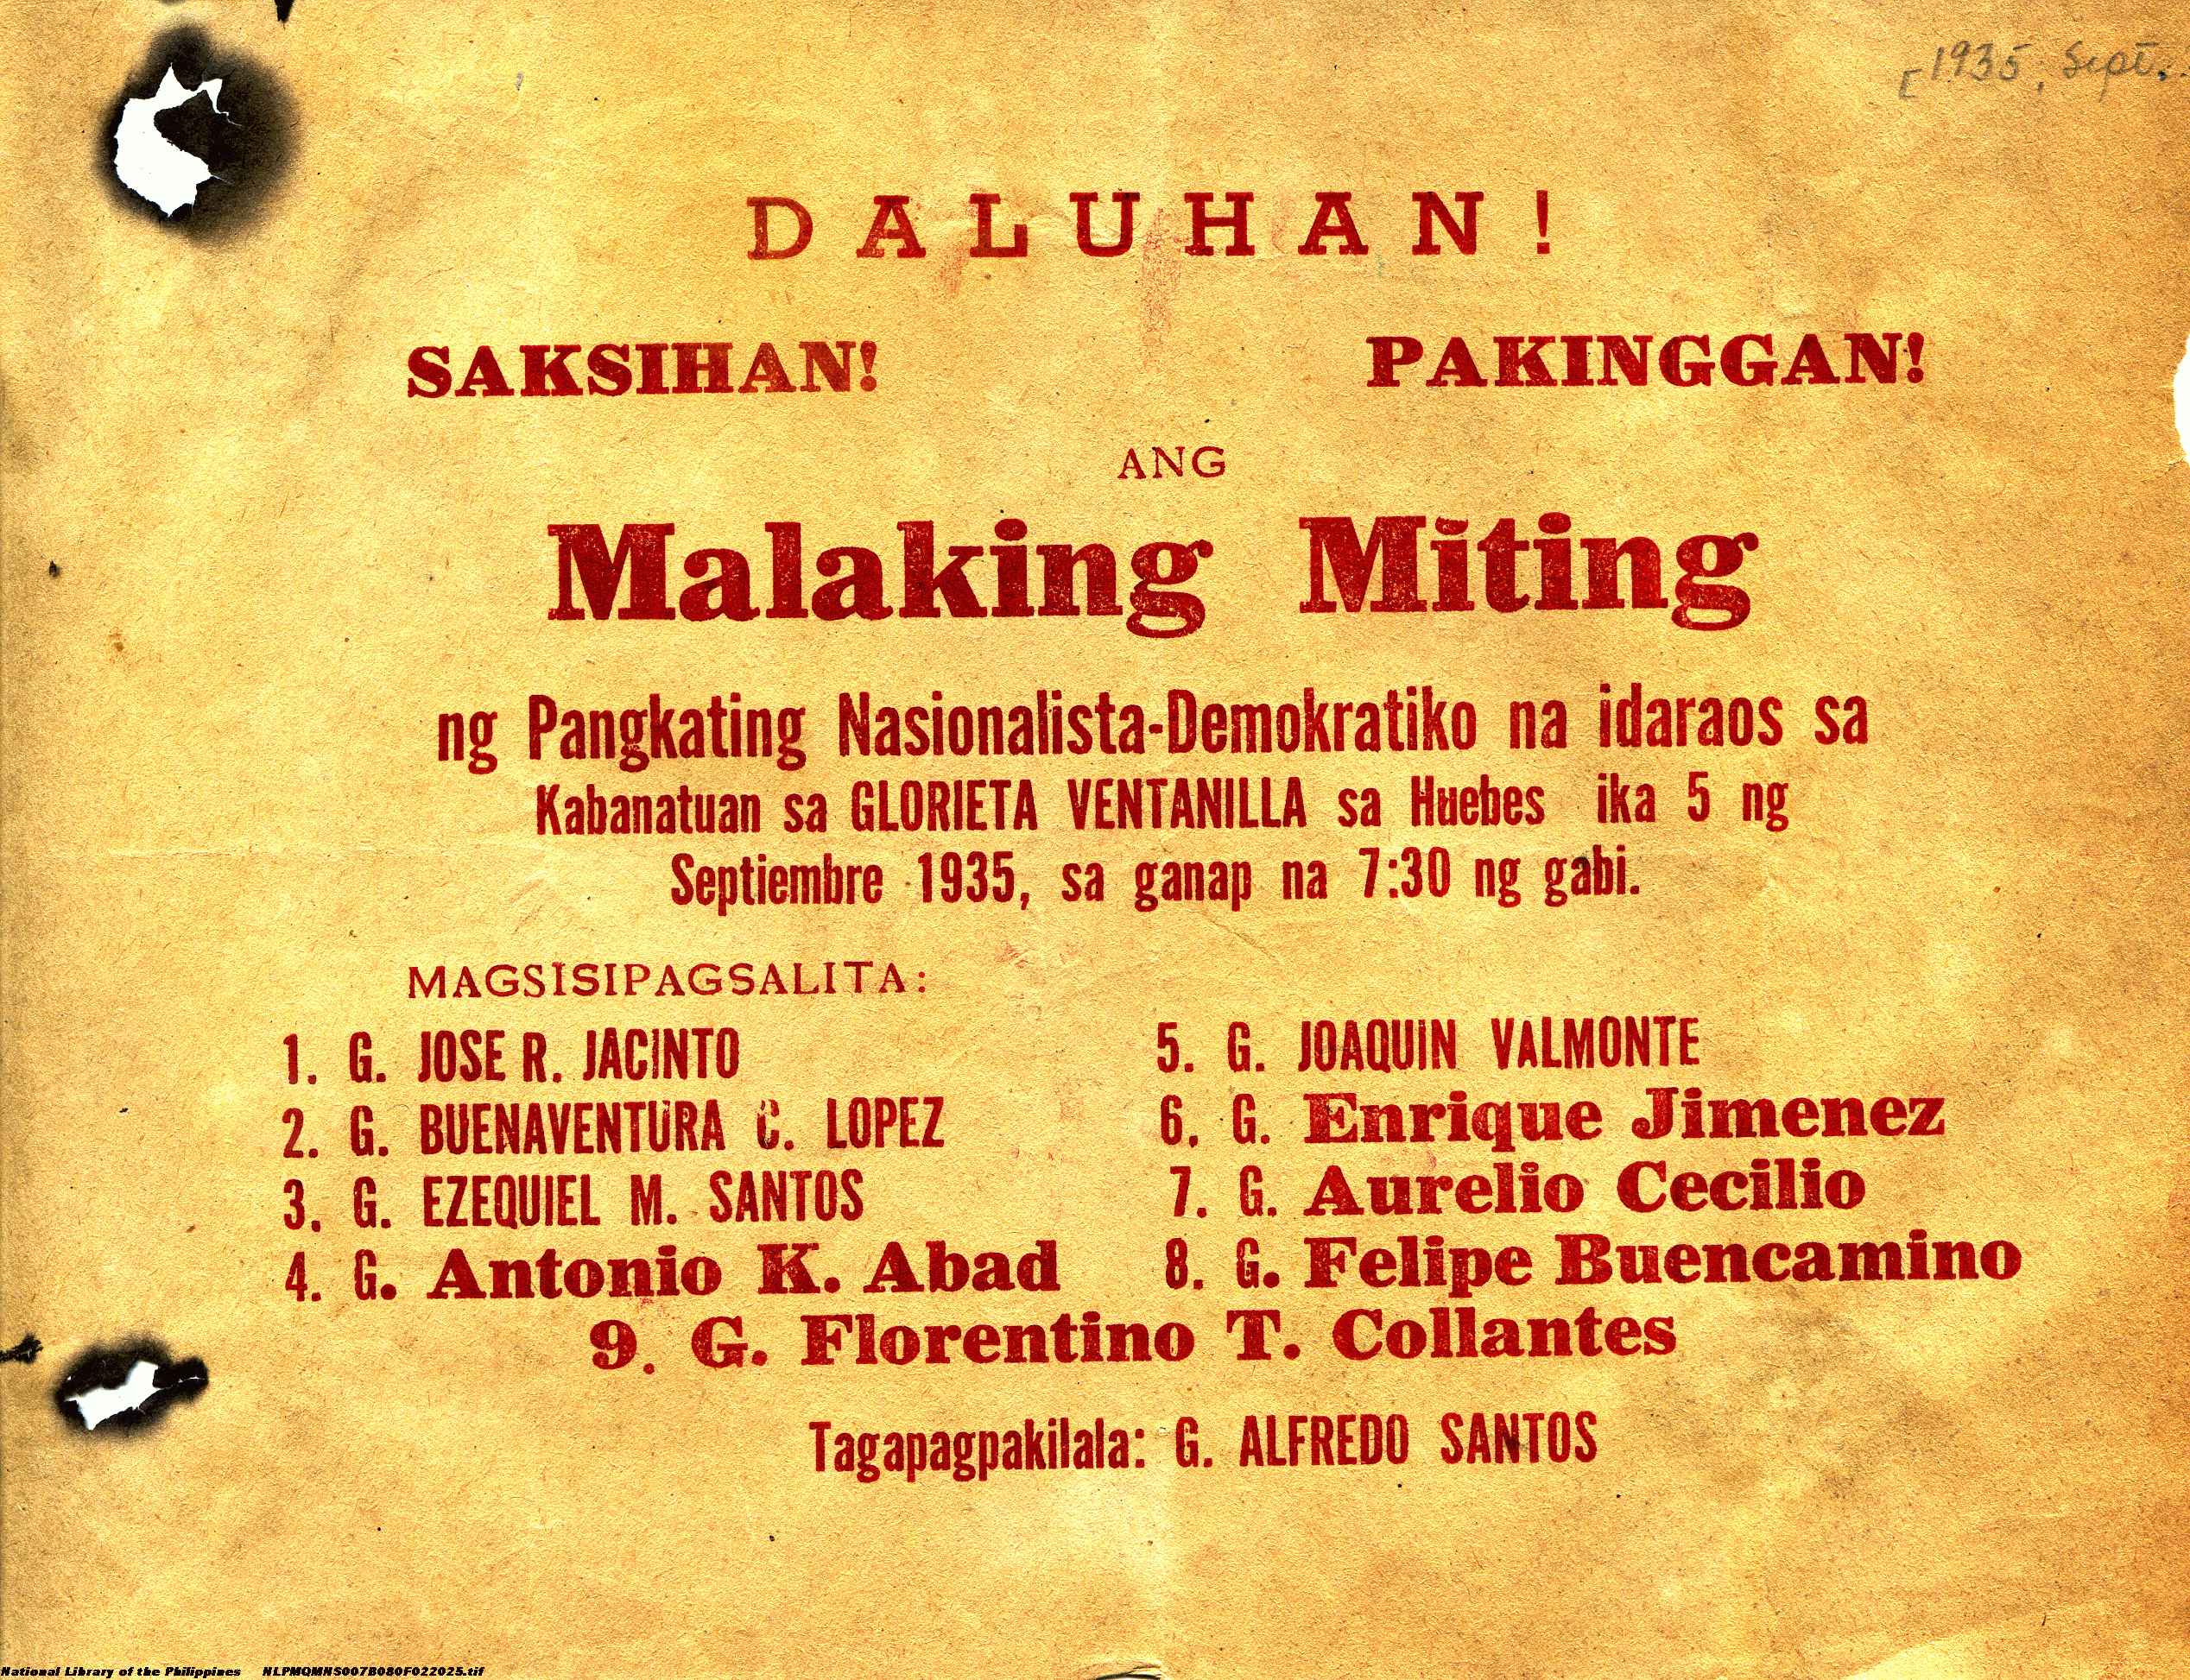 [1935, Sept.
DALUHAN!
SAKSIHAN! PAKINGGAN!
ANG
Malaking Miting
ng Pangkating Nasionalista-Demokratiko na idaraos sa
Kabanatuan sa GLORIETA VENTANILLA sa Huebes ika 5 ng
Septiembre 1935, sa ganap na 7:30 ng gabi.
MAGSISIPAGSALITA:
1. G. JOSE R. JACINTO
2. G. BUENAVENTURA C. LOPEZ
3. G. EZEQUIEL M. SANTOS
4. G. Antonio K. Abad
5. G. JOAQUIN VALMONTE
6. G. Enrique Jimenez
7. G. Aurelio Cecilio
8. G. Felipe Buencamino
9. G. Florentino T. Collantes
Tagapagpakilala: G. ALFREDO SANTOS
National Library of the Philippines NLPMQMNS007B080F022025.tif